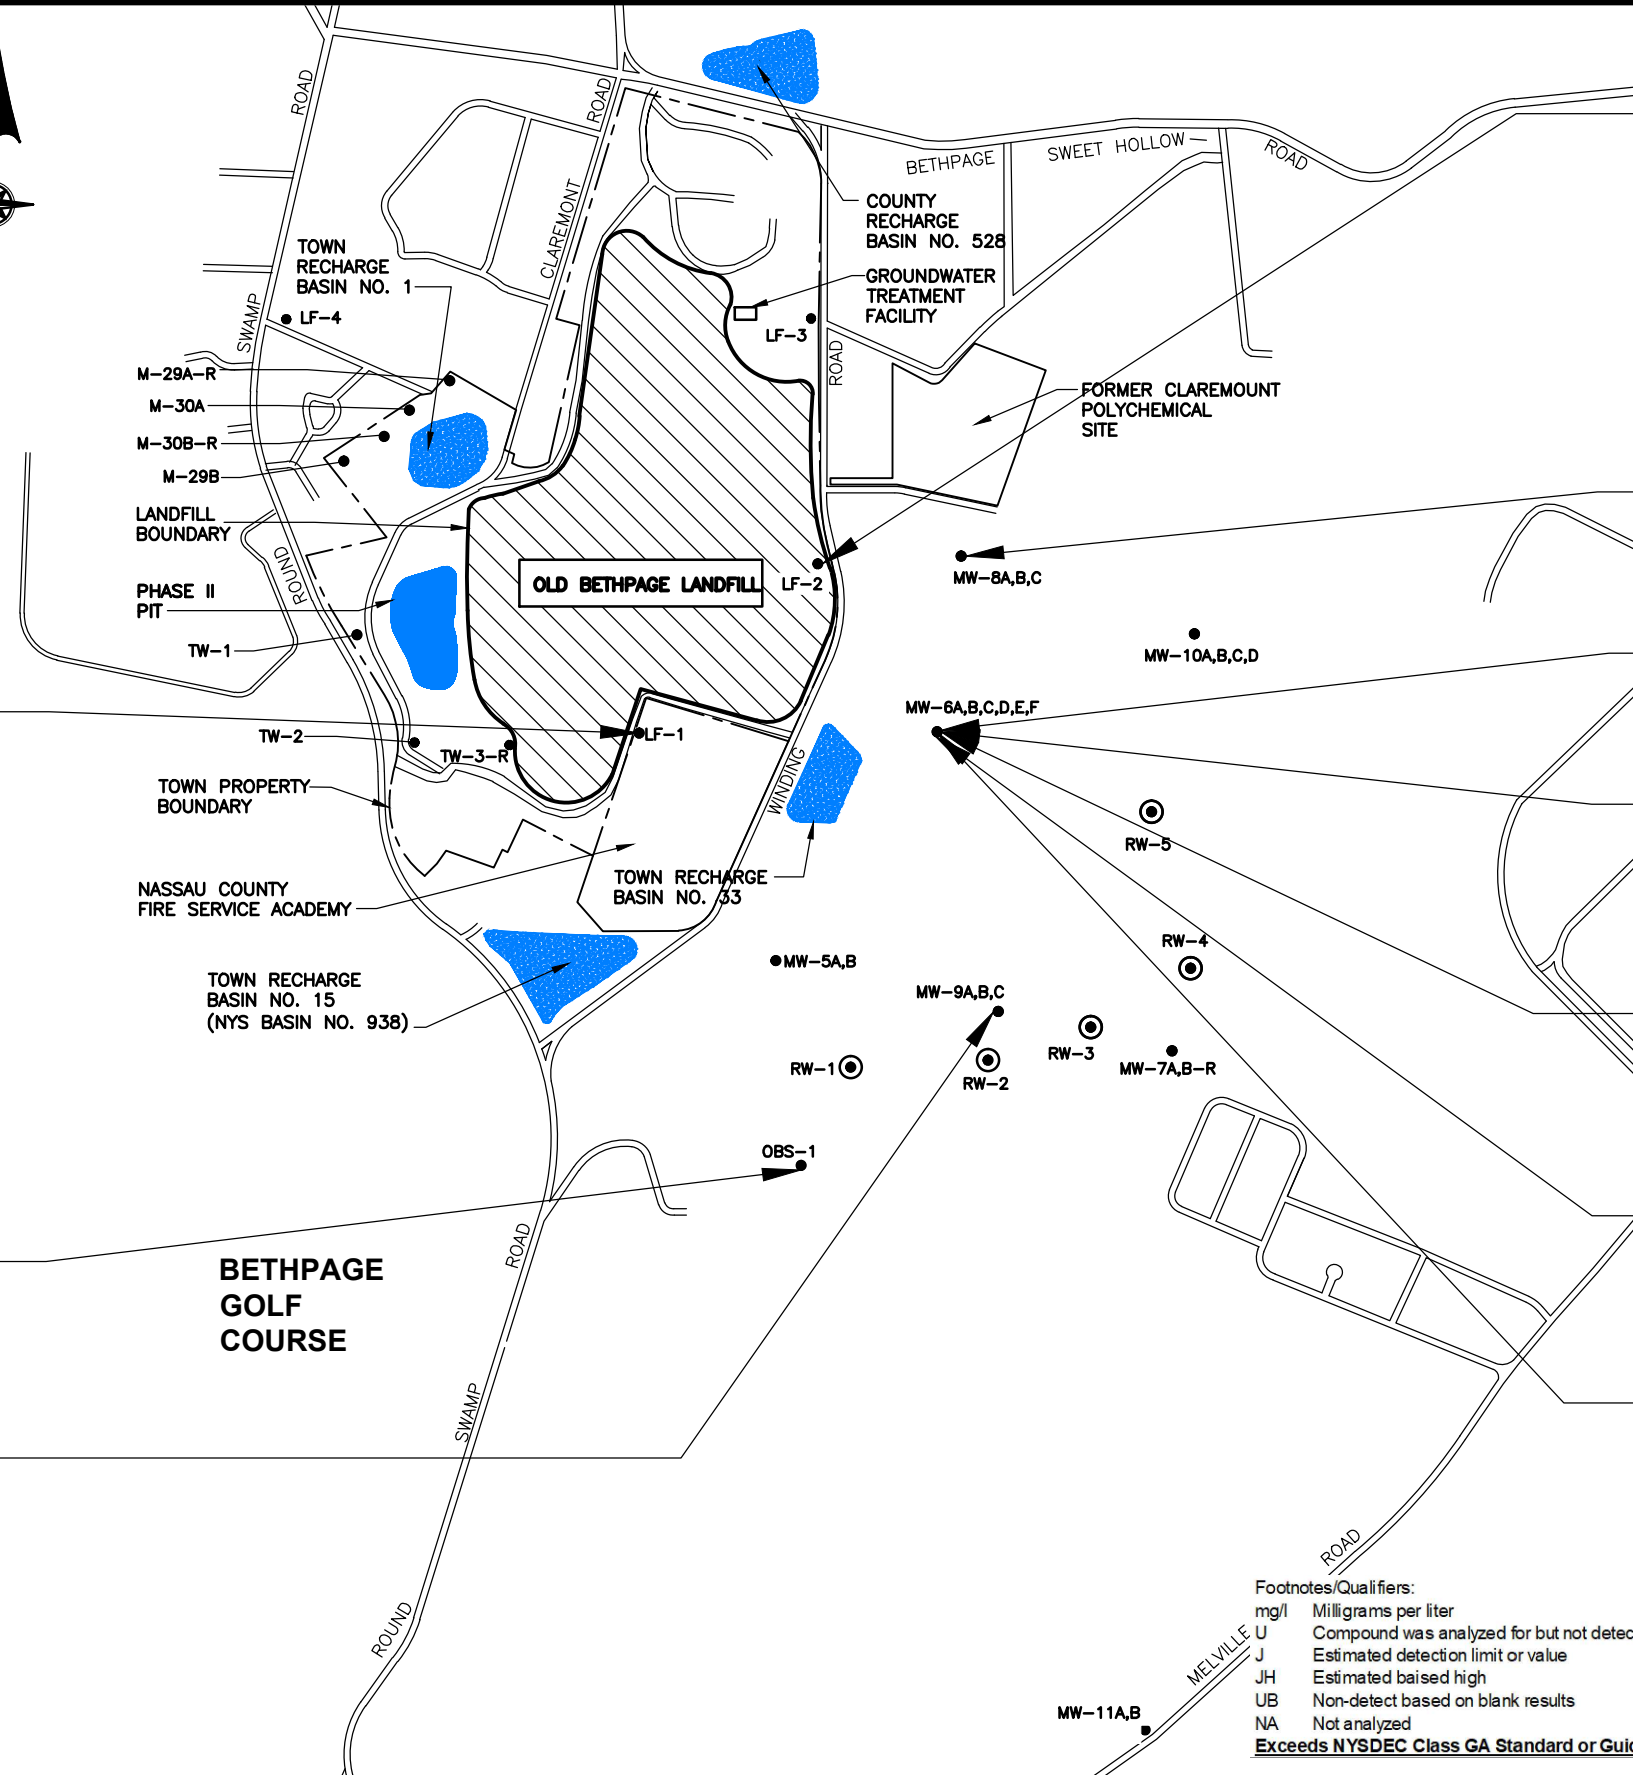 ROAD
ROAD
BETHPAGE
SWEET HOLLOW
ROAD
CLAREMONT
COUNTY
RECHARGE
BASIN NO. 528
TOWN
RECHARGE
BASIN NO. 1
GROUNDWATER
TREATMENT
FACILITY
LF-4
LF-3
SWAMP
ROAD
M-29A-R
M-30A
M-30B-R
M-29B
FORMER CLAREMOUNT
POLYCHEMICAL
SITE
LANDFILL
BOUNDARY
ROUND
OLD BETHPAGE LANDFILL
LF-2
MW-8A,B,C
PHASE II
PIT
TW-1
MW-10A,B,C,D
MW-6A,B,C,D,E,F
TW-2
TW-3-R
LF-1
WINDING
TOWN PROPERTY
BOUNDARY
RW-5
NASSAU COUNTY
FIRE SERVICE ACADEMY
TOWN RECHARGE
BASIN NO. 33
RW-4
MW-5A,B
TOWN RECHARGE
BASIN NO. 15
(NYS BASIN NO. 938)
MW-9A,B,C
RW-1
RW-2
RW-3
MW-7A,B-R
OBS-1
ROAD
BETHPAGE
GOLF
COURSE
SWAMP
ROUND
ROAD
MELVILLE
MW-11A,B
Footnotes/Qualifiers:
mg/l Milligrams per liter
U Compound was analyzed for but not detec
J Estimated detection limit or value
JH Estimated baised high
UB Non-detect based on blank results
NA Not analyzed
Exceeds NYSDEC Class GA Standard or Guid